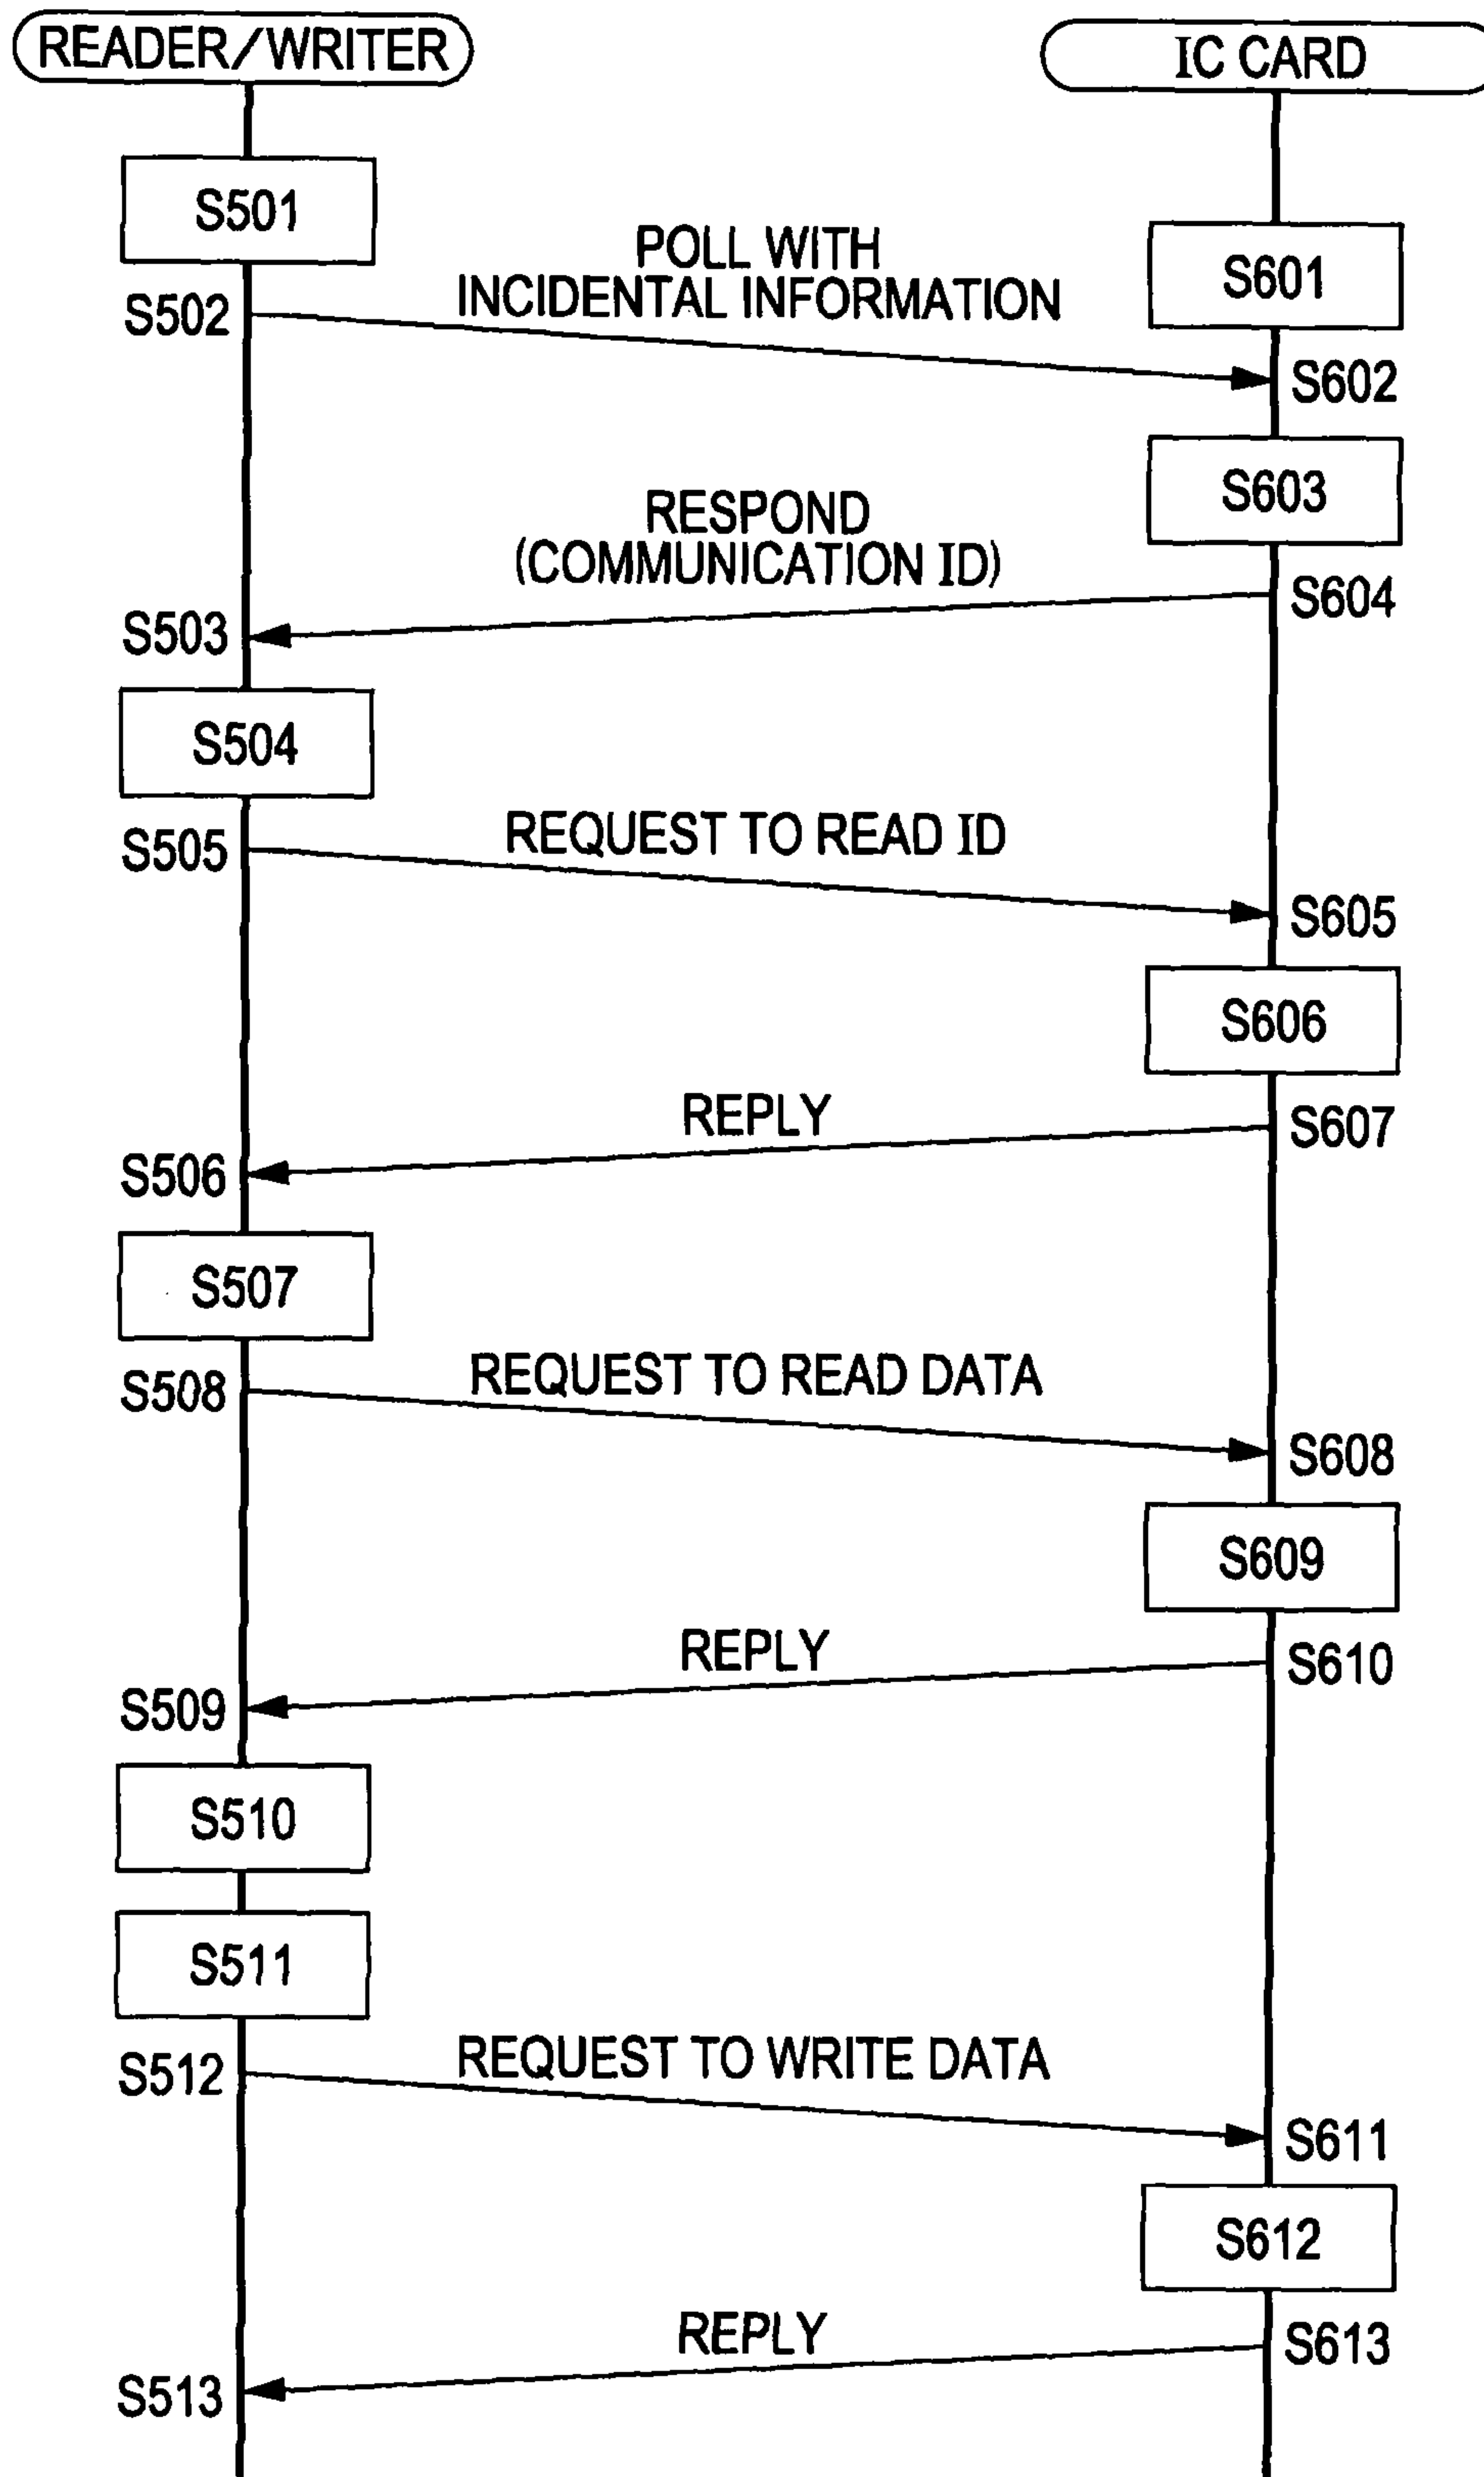 READER/WRITER
IC CARD
S501
POLL WITH
INCIDENTAL INFORMATION
S601
S502
S602
S603
RESPOND
(COMMUNICATION ID)
S604
S503
S504
REQUEST TO READ ID
S505
S605
S606
REPLY
S607
S506
S507
REQUEST TO READ DATA
S508
S608
S609
REPLY
S610
S509
S510
S511
REQUEST TO WRITE DATA
S512
S611
S612
REPLY
S613
S513